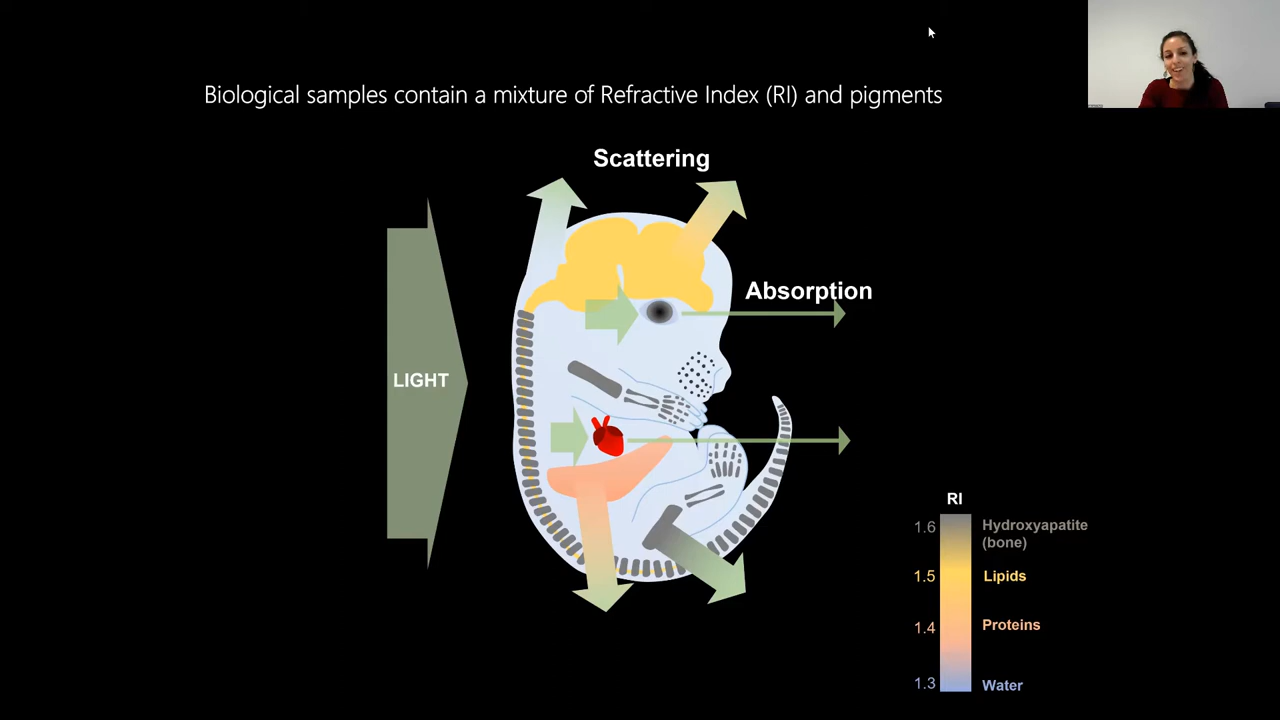 Biological samples contain a mixture of Refractive Index (RI) and pigments
Scattering
Absorption
LIGHT
RI
1.6
Hydroxyapatite
(bone)
1.5
Lipids
1.4
Proteins
1.3
Water